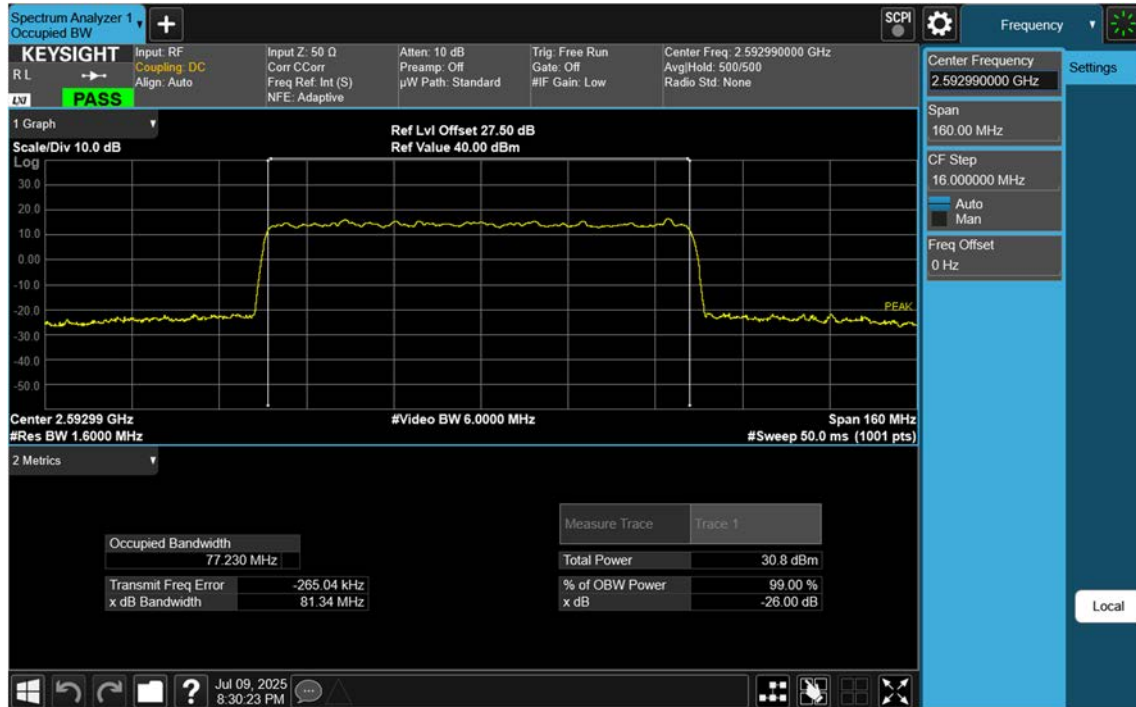 Spectrum Analyzer 1
Occupied BW
SCPI
Frequency
KEYSIGHT
R L
LXI
PASS
Input: RF
Coupling: DC
Align: Auto
Input Z: 50 Ω
Corr CCorr
Freq Ref: Int (S)
NFE: Adaptive
Atten: 10 dB
Preamp: Off
µW Path: Standard
Trig: Free Run
Gate: Off
#IF Gain: Low
Center Freq: 2.592990000 GHz
Avg|Hold: 500/500
Radio Std: None
Center Frequency
2.592990000 GHz
Settings
Span
160.00 MHz
CF Step
16.000000 MHz
Auto
Man
Freq Offset
0 Hz
Local
1 Graph
Scale/Div 10.0 dB
Ref Lvl Offset 27.50 dB
Ref Value 40.00 dBm
Log
30.0
20.0
10.0
0.00
-10.0
-20.0
-30.0
-40.0
-50.0
PEAK
Center 2.59299 GHz
#Video BW 6.0000 MHz
Span 160 MHz
#Res BW 1.6000 MHz
#Sweep 50.0 ms (1001 pts)
2 Metrics
Measure Trace Trace 1
Occupied Bandwidth
77.230 MHz
Total Power 30.8 dBm
Transmit Freq Error -265.04 kHz
% of OBW Power 99.00 %
x dB Bandwidth 81.34 MHz
x dB -26.00 dB
?
Jul 09, 2025
8:30:23 PM